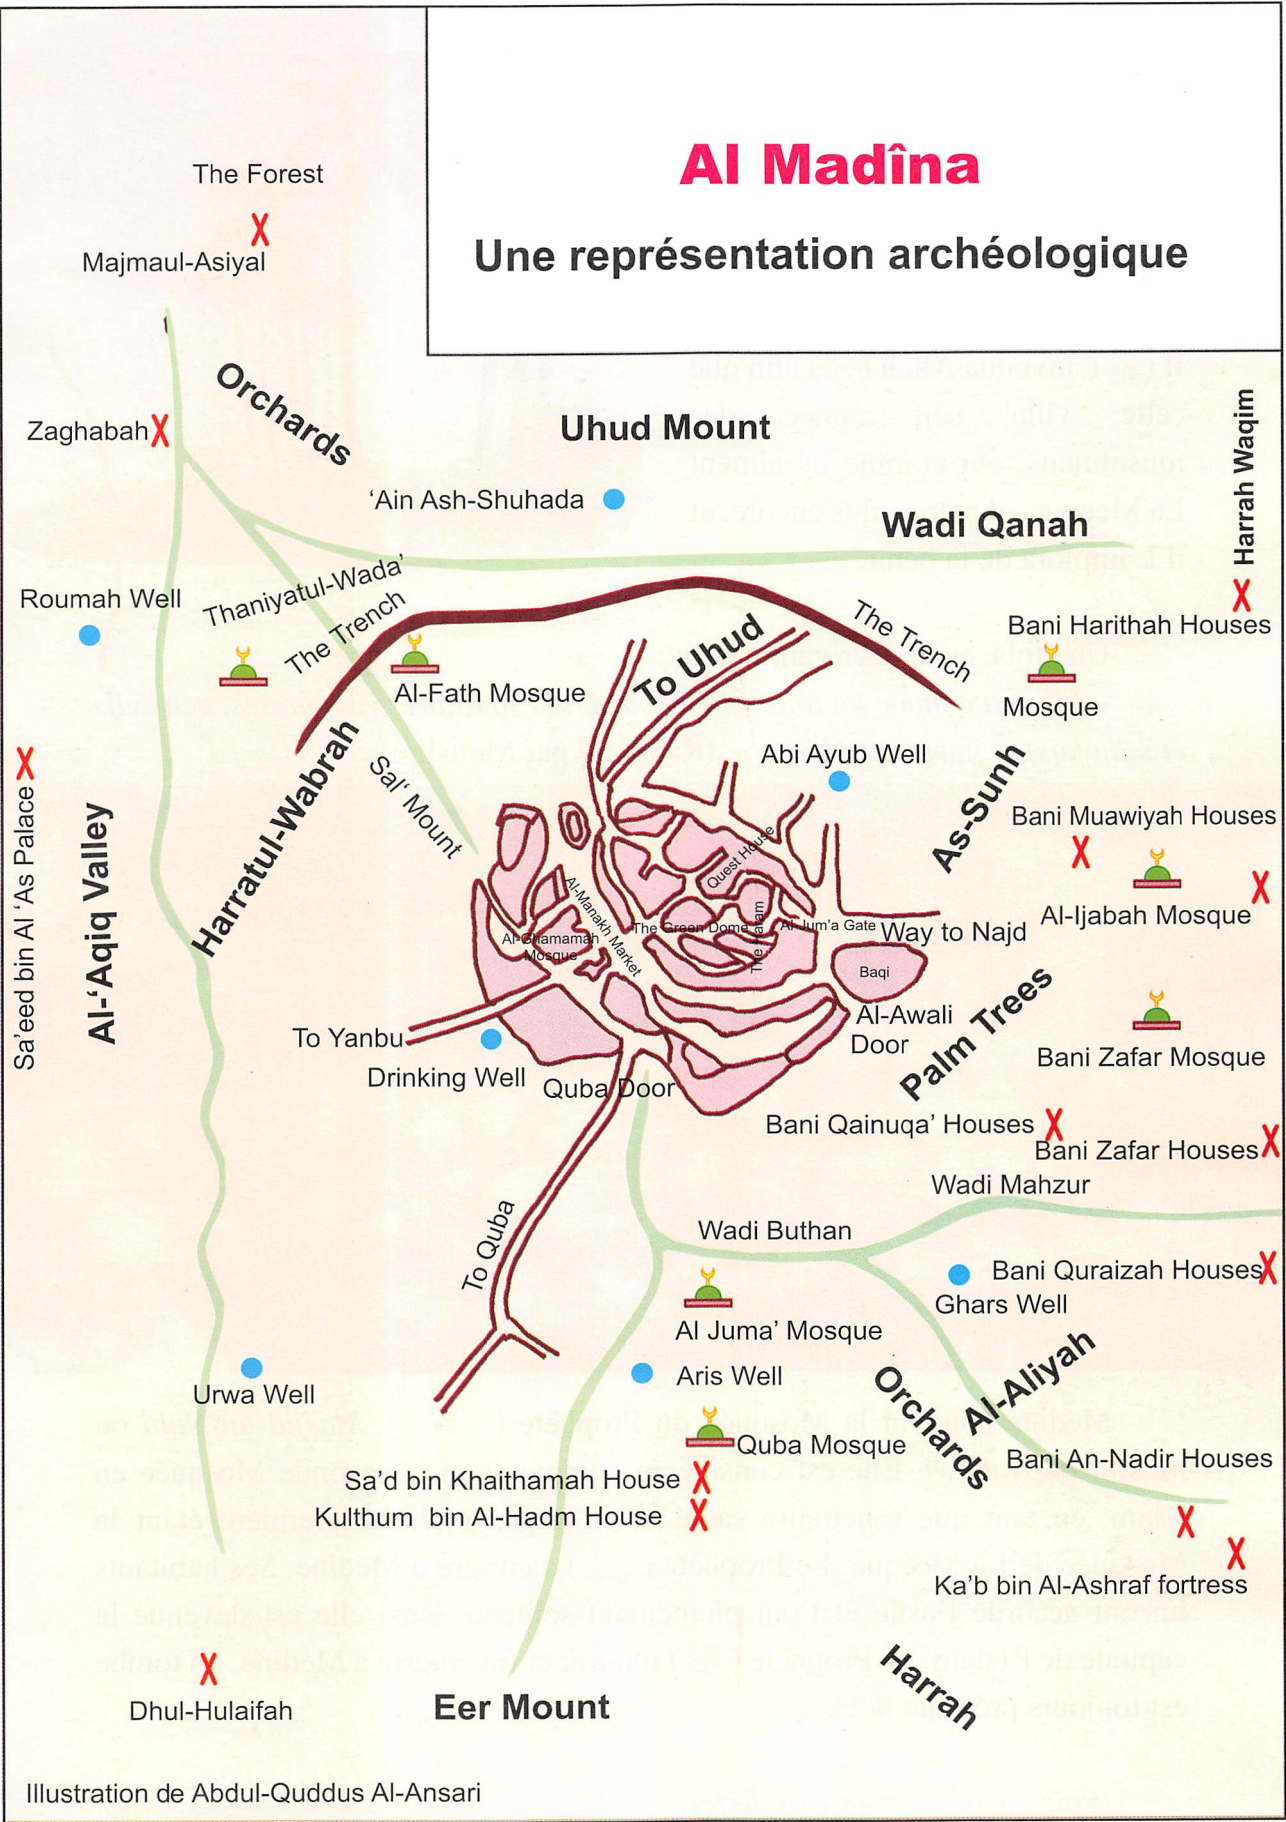 Al Madîna
Une représentation archéologique
The Forest
Majmaul-Asiyal
Orchards
Zaghabah
Uhud Mount
‘Ain Ash-Shuhada
Wadi Qanah
Harrah Waqim
Roumah Well
Thaniyatul-Wada’
The Trench
The Trench
To Uhud
Bani Harithah Houses
Al-Fath Mosque
Mosque
Sal‘ Mount
Abi Ayub Well
As-Sunh
Bani Muawiyah Houses
Sa’eed bin Al ‘As Palace
Al-‘Aqiq Valley
Harratul-Wabrah
Quest House
Al-Manakh Market
The Green Dome
The Haram
Al-Jum’a Gate
Way to Najd
Al-Ijabah Mosque
Al-Ghamamah
Mosque
Baqi
Al-Awali
Door
Palm Trees
Bani Zafar Mosque
To Yanbu
Drinking Well
Quba Door
Bani Qainuqa’ Houses
Bani Zafar Houses
Wadi Mahzur
To Quba
Wadi Buthan
Bani Quraizah Houses
Ghars Well
Al Juma’ Mosque
Urwa Well
Aris Well
Orchards
Al-Aliyah
Quba Mosque
Bani An-Nadir Houses
Sa’d bin Khaithamah House
Kulthum bin Al-Hadm House
Ka’b bin Al-Ashraf fortress
Dhul-Hulaifah
Eer Mount
Harrah
Illustration de Abdul-Quddus Al-Ansari